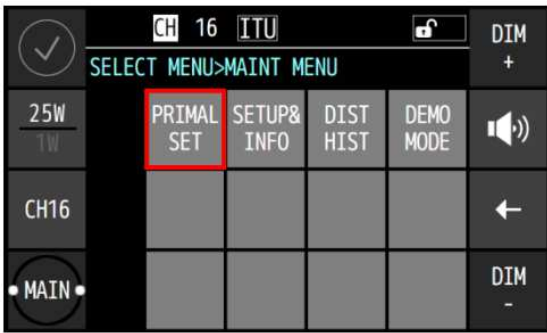 CH 16 ITU
DIM
+
SELECT MENU>MAINT MENU
25W
1W
PRIMAL
SET
SETUP&
INFO
DIST
HIST
DEMO
MODE
CH16
MAIN
DIM
-